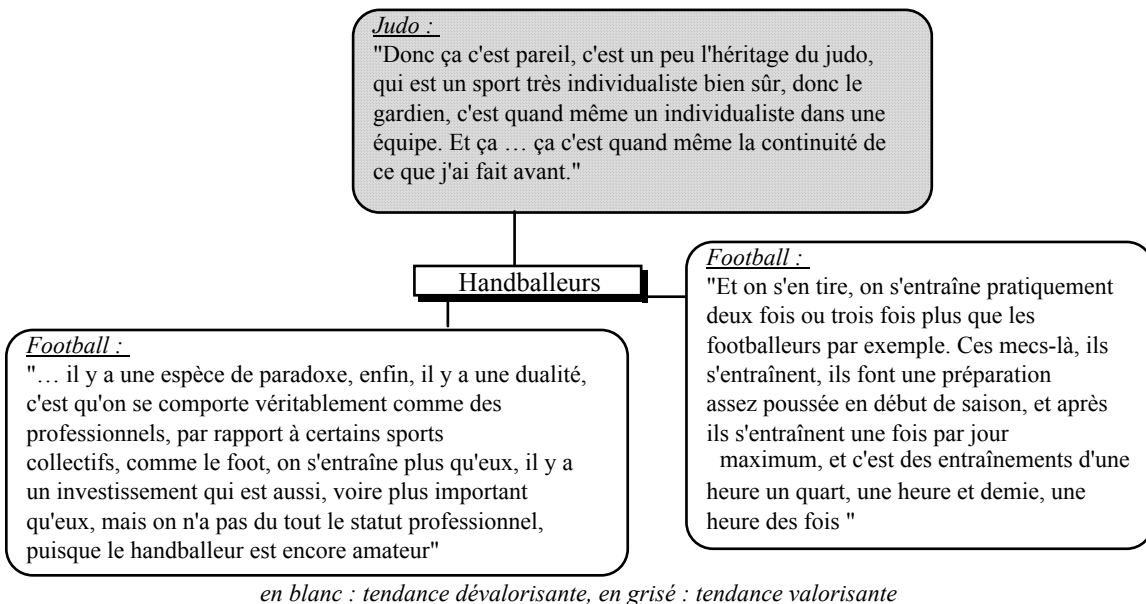 Judo :
"Donc ça c'est pareil, c'est un peu l'héritage du judo,
qui est un sport très individualiste bien sûr, donc le
gardien, c'est quand même un individualiste dans une
équipe. Et ça … ça c'est quand même la continuité de
ce que j'ai fait avant."
Handballeurs
Football :
"Et on s'en tire, on s'entraîne pratiquement
deux fois ou trois fois plus que les
footballeurs par exemple. Ces mecs-là, ils
s'entraînent, ils font une préparation
assez poussée en début de saison, et après
ils s'entraînent une fois par jour
maximum, et c'est des entraînements d'une
heure un quart, une heure et demie, une
heure des fois "
Football :
"… il y a une espèce de paradoxe, enfin, il y a une dualité,
c'est qu'on se comporte véritablement comme des
professionnels, par rapport à certains sports
collectifs, comme le foot, on s'entraîne plus qu'eux, il y a
un investissement qui est aussi, voire plus important
qu'eux, mais on n'a pas du tout le statut professionnel,
puisque le handballeur est encore amateur"
en blanc : tendance dévalorisante, en grisé : tendance valorisante